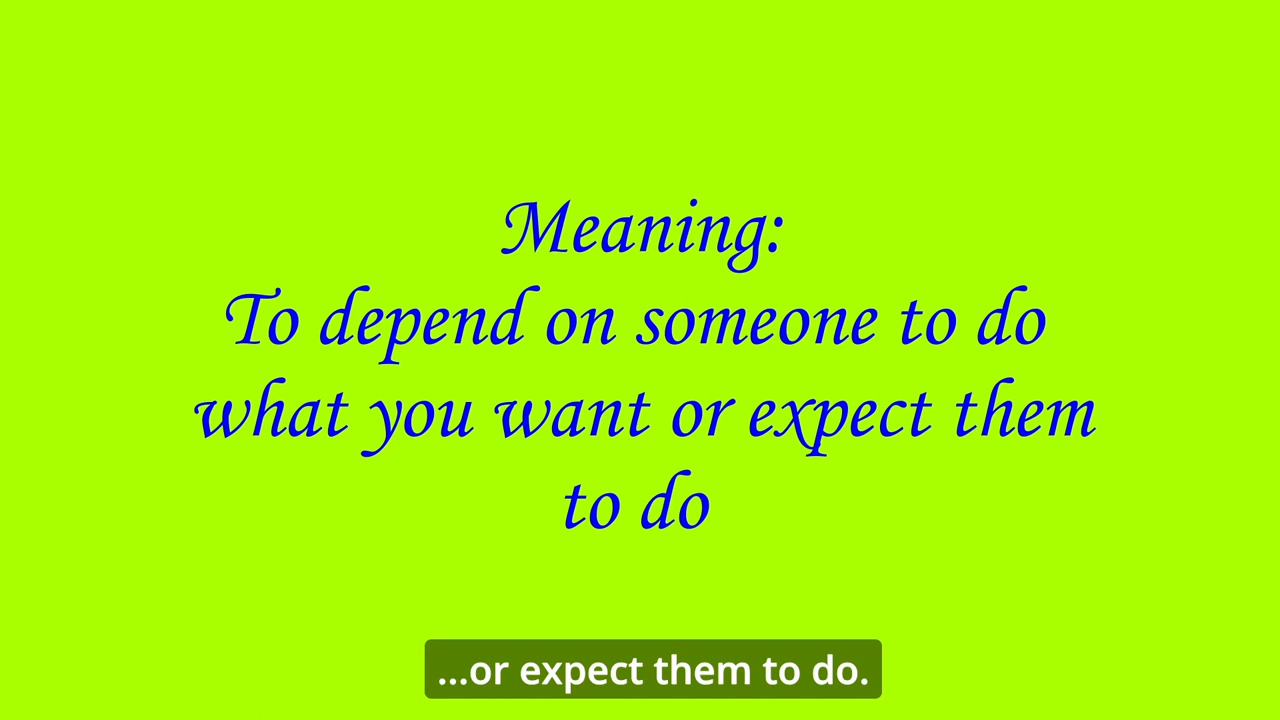 Meaning:
To depend on someone to do
what you want or expect them
to do
...or expect them to do.